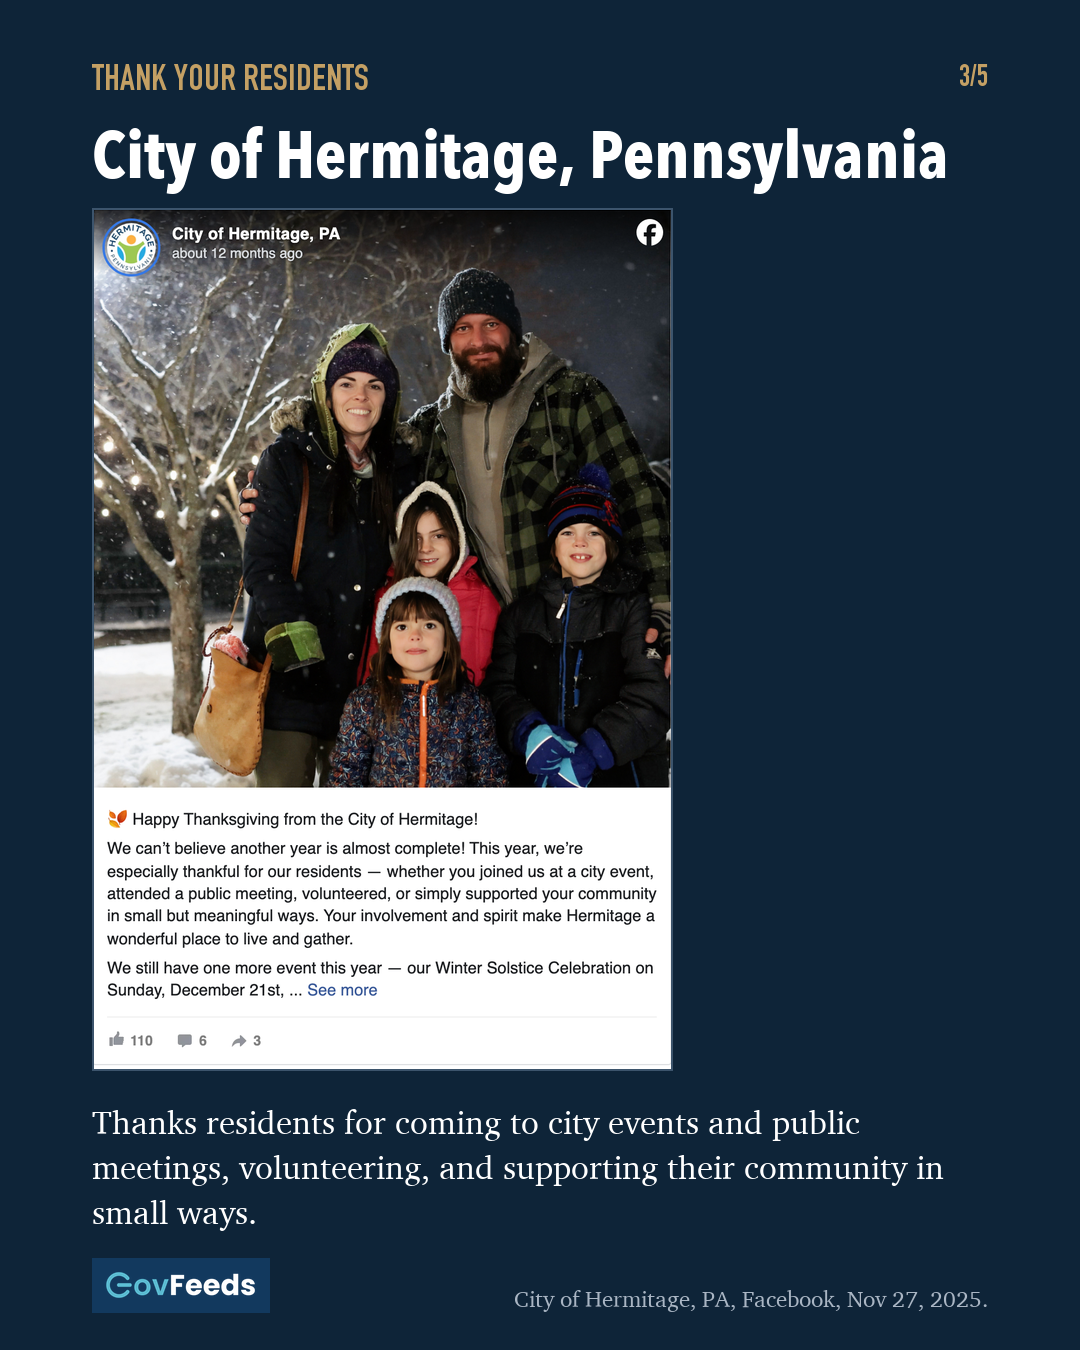 THANK YOUR RESIDENTS
3/5
City of Hermitage, Pennsylvania
HERMITAGE
PENNSYLVANIA
City of Hermitage, PA
about 12 months ago
Happy Thanksgiving from the City of Hermitage!
We can’t believe another year is almost complete! This year, we’re
especially thankful for our residents — whether you joined us at a city event,
attended a public meeting, volunteered, or simply supported your community
in small but meaningful ways. Your involvement and spirit make Hermitage a
wonderful place to live and gather.
We still have one more event this year — our Winter Solstice Celebration on
Sunday, December 21st, ... See more
110
6
3
Thanks residents for coming to city events and public
meetings, volunteering, and supporting their community in
small ways.
GovFeeds
City of Hermitage, PA, Facebook, Nov 27, 2025.